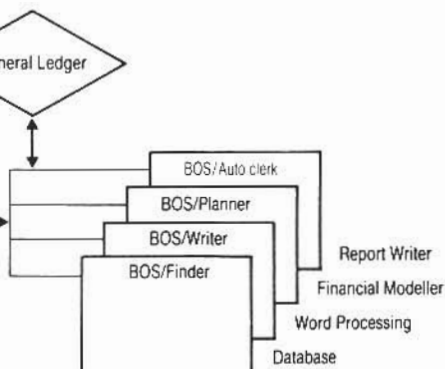 neral Ledger
BOS/Auto clerk
BOS/Planner
BOS/Writer
BOS/Finder
Report Writer
Financial Modeller
Word Processing
Database